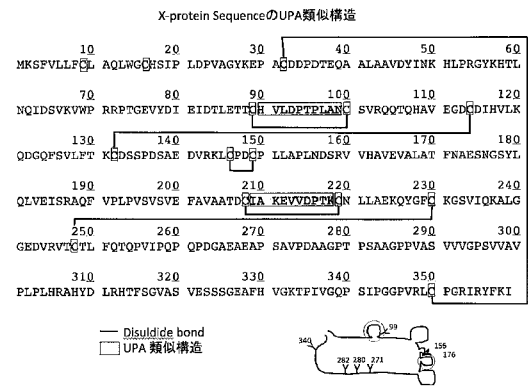 X-protein SequenceのUPA類似構造
10 20 30 40 50 60
MKSFVLLFCL AQLWGCHSIP LDPVAGYKEP ACDDPDTEQA ALAAVDYINK HLPRGYKHTL
70 80 90 100 110 120
NQIDSVKVWP RRPTGEVYDI EIDTLETTCH VLDPTPLANC SVRQQTQHAV EGDCDIHVLK
130 140 150 160 170 180
QDGQFSVLFT KCDSSPDSAE DVRKLCPDCP LLAPLNDSRV VHAVEVALAT FNAESNGSYL
190 200 210 220 230 240
QLVEISRAQF VPLPVSVSVE FAVAATDCIA KEVVDPTKCN LLAEKQYGFC KGSVIQKALG
250 260 270 280 290 300
GEDVRVTCTL FQTQPVIPQP QPDGAEAEAP SAVPDAAGPT PSAAGPPVAS VVVGPSVVAV
310 320 330 340 350
PLPLHRAHYD LRHTFSGVAS VESSSGEAFH VGKTPIVGQP SIPGGPVRLC PGRIRYFKI
Disuldide bond
UPA 類似構造
99
156
176
340
282 280 271